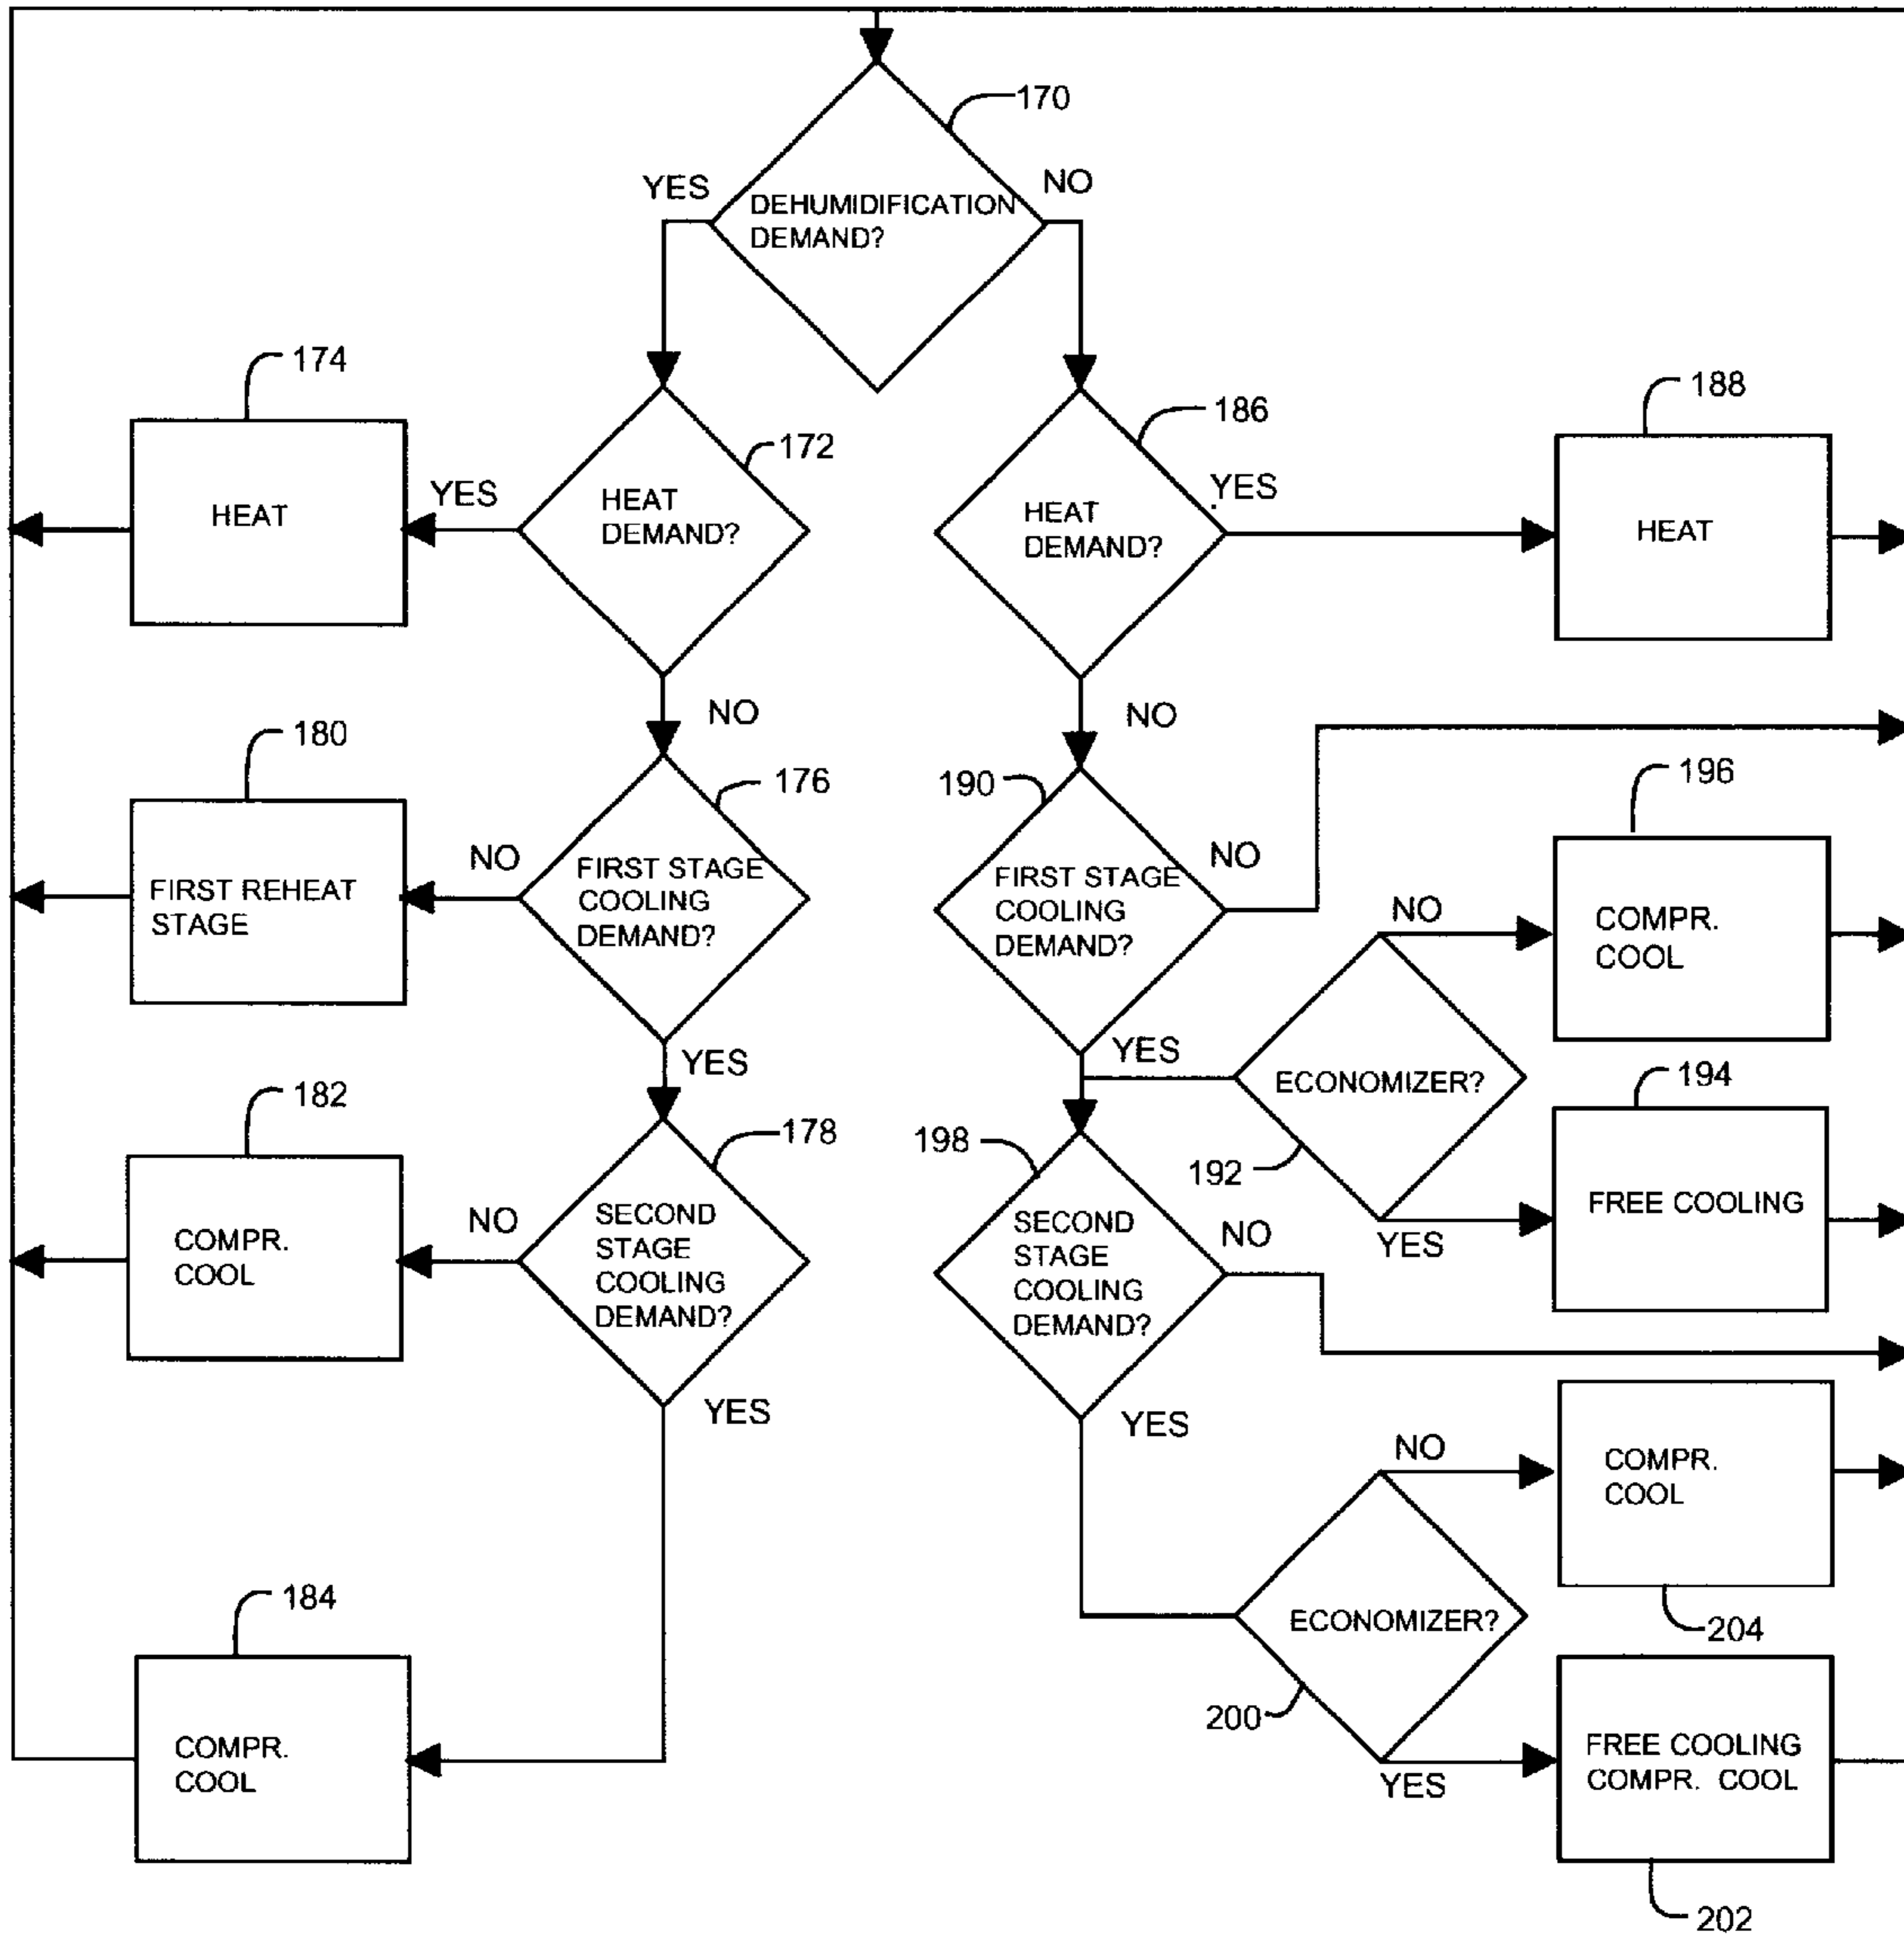 170
YES
NO
DEHUMIDIFICATION
DEMAND?
174
172
186
188
HEAT
YES
HEAT
DEMAND?
HEAT
DEMAND?
YES
HEAT
NO
NO
180
176
190
196
FIRST REHEAT
STAGE
NO
FIRST STAGE
COOLING
DEMAND?
FIRST STAGE
COOLING
DEMAND?
NO
NO
COMPR.
COOL
YES
YES
ECONOMIZER?
194
182
178
198
192
COMPR.
COOL
NO
SECOND
STAGE
COOLING
DEMAND?
SECOND
STAGE
COOLING
DEMAND?
NO
YES
FREE COOLING
YES
YES
NO
COMPR.
COOL
204
184
ECONOMIZER?
200
COMPR.
COOL
YES
FREE COOLING
COMPR. COOL
202